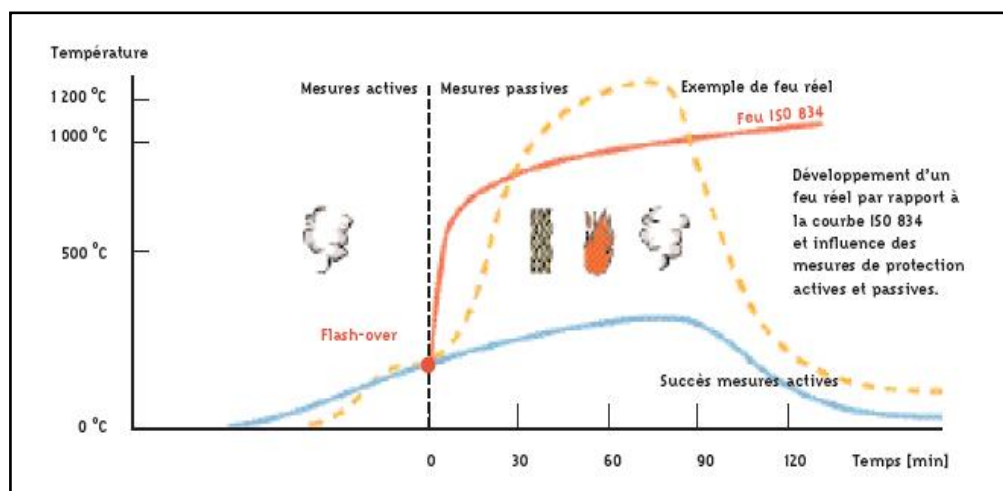 Température
Mesures actives
Mesures passives
Exemple de feu réel
1 200 °C
Feu ISO 834
1 000 °C
Développement d'un
feu réel par rapport à
la courbe ISO 834
et influence des
mesures de protection
actives et passives.
500 °C
Flash-over
Succès mesures actives
0 °C
0
30
60
90
120
Temps [min]